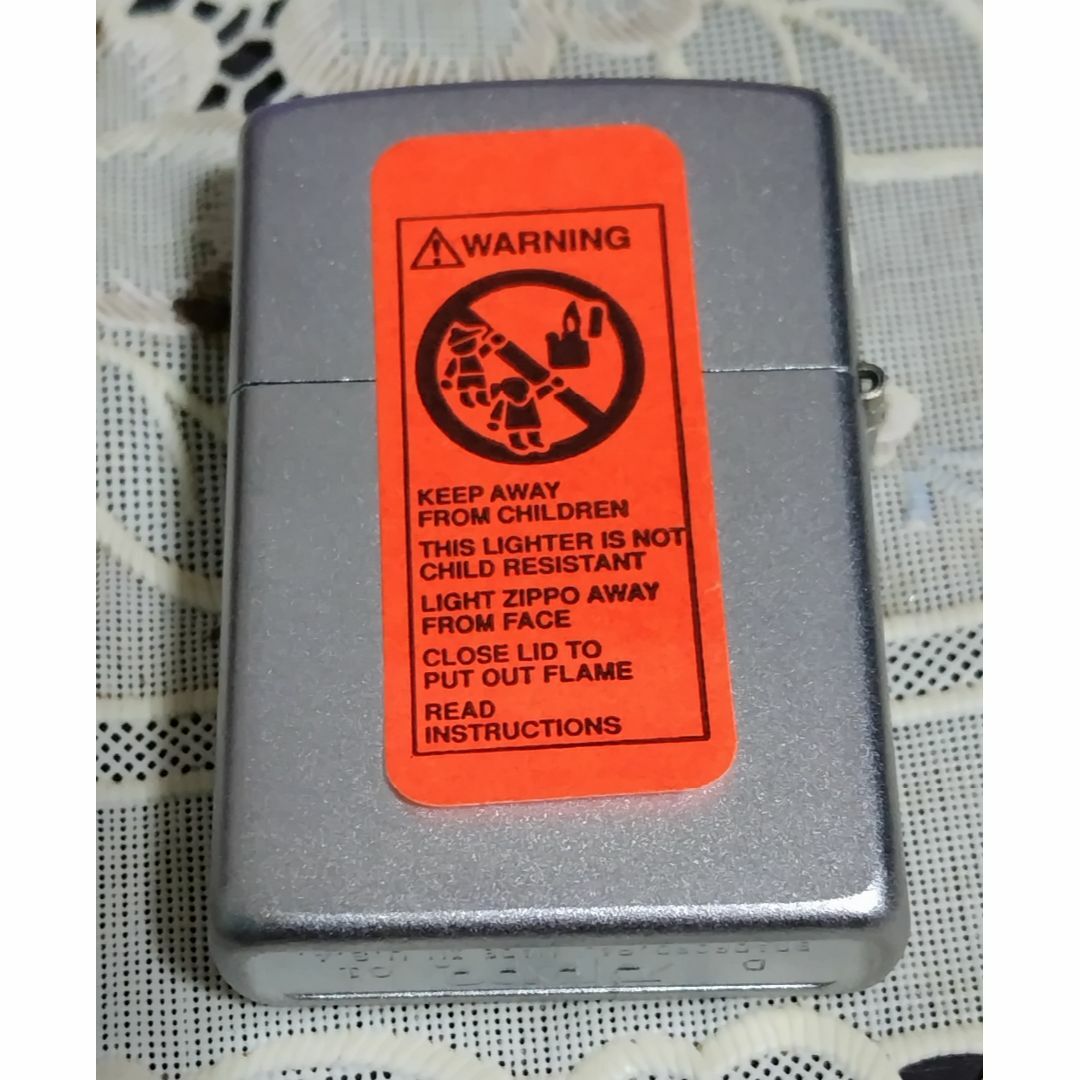 WARNING
KEEP AWAY
FROM CHILDREN
THIS LIGHTER IS NOT
CHILD RESISTANT
LIGHT ZIPPO AWAY
FROM FACE
CLOSE LID TO
PUT OUT FLAME
READ
INSTRUCTIONS